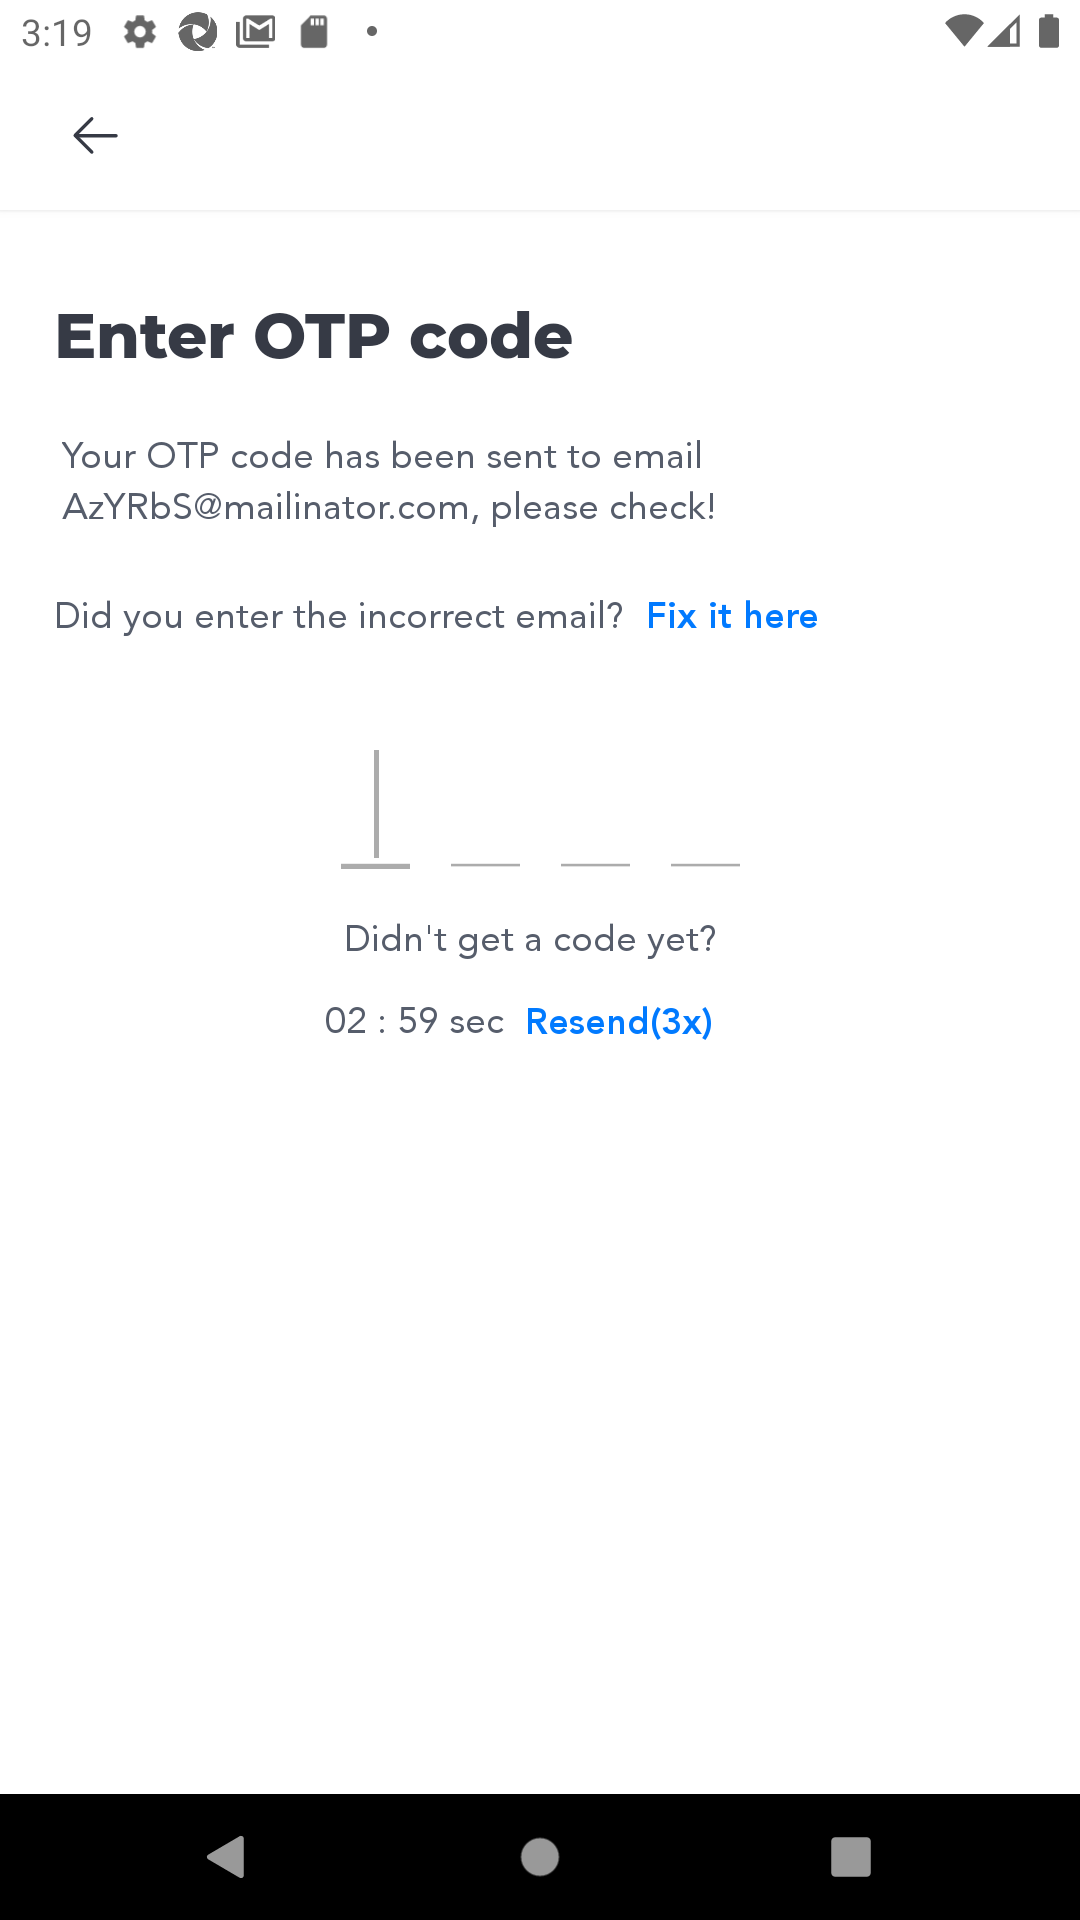 3:19
Enter OTP code
Your OTP code has been sent to email
AzYRbS@mailinator.com, please check!
Did you enter the incorrect email? Fix it here
Didn't get a code yet?
02 : 59 sec Resend(3x)